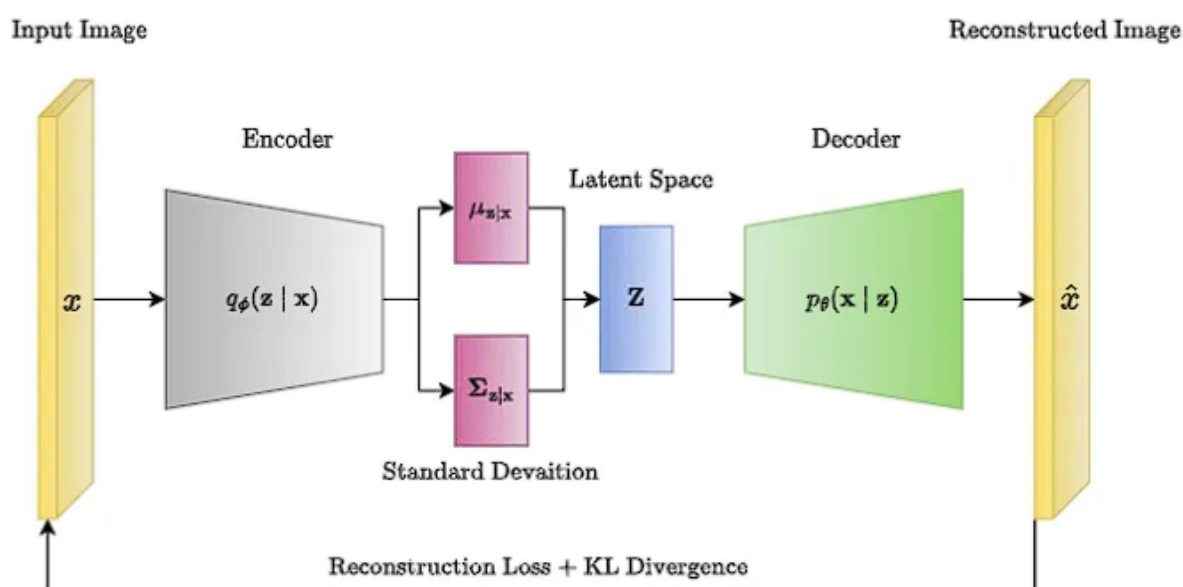 Input Image
Reconstructed Image
Encoder
Decoder
Latent Space
μz|x
x
qϕ(z | x)
Z
pθ(x | z)
x̂
Σz|x
Standard Devaition
Reconstruction Loss + KL Divergence